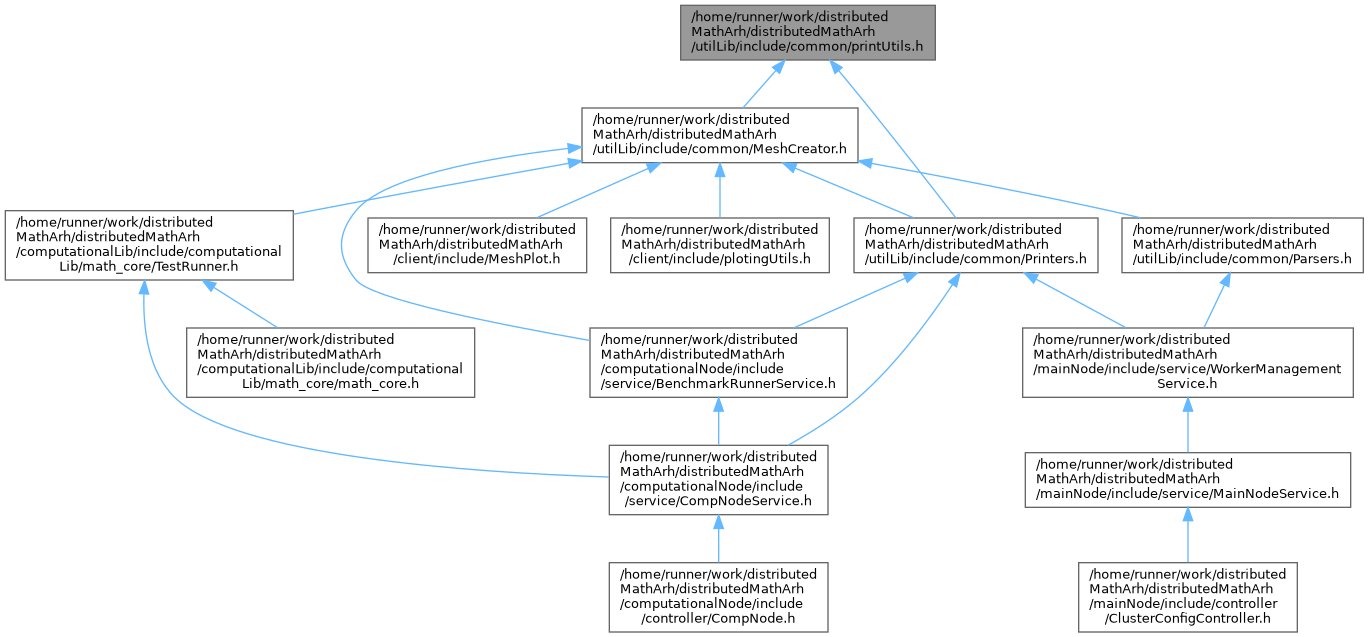 /home/runner/work/distributed
MathArh/distributedMathArh
/utilLib/include/common/printUtils.h
/home/runner/work/distributed
MathArh/distributedMathArh
/utilLib/include/common/MeshCreator.h
/home/runner/work/distributed
MathArh/distributedMathArh
/computationalLib/include/computational
Lib/math_core/TestRunner.h
/home/runner/work/distributed
MathArh/distributedMathArh
/client/include/MeshPlot.h
/home/runner/work/distributed
MathArh/distributedMathArh
/client/include/plotingUtils.h
/home/runner/work/distributed
MathArh/distributedMathArh
/utilLib/include/common/Printers.h
/home/runner/work/distributed
MathArh/distributedMathArh
/utilLib/include/common/Parsers.h
/home/runner/work/distributed
MathArh/distributedMathArh
/computationalLib/include/computational
Lib/math_core/math_core.h
/home/runner/work/distributed
MathArh/distributedMathArh
/computationalNode/include
/service/BenchmarkRunnerService.h
/home/runner/work/distributed
MathArh/distributedMathArh
/mainNode/include/service/WorkerManagement
Service.h
/home/runner/work/distributed
MathArh/distributedMathArh
/computationalNode/include
/service/CompNodeService.h
/home/runner/work/distributed
MathArh/distributedMathArh
/mainNode/include/service/MainNodeService.h
/home/runner/work/distributed
MathArh/distributedMathArh
/computationalNode/include
/controller/CompNode.h
/home/runner/work/distributed
MathArh/distributedMathArh
/mainNode/include/controller
/ClusterConfigController.h